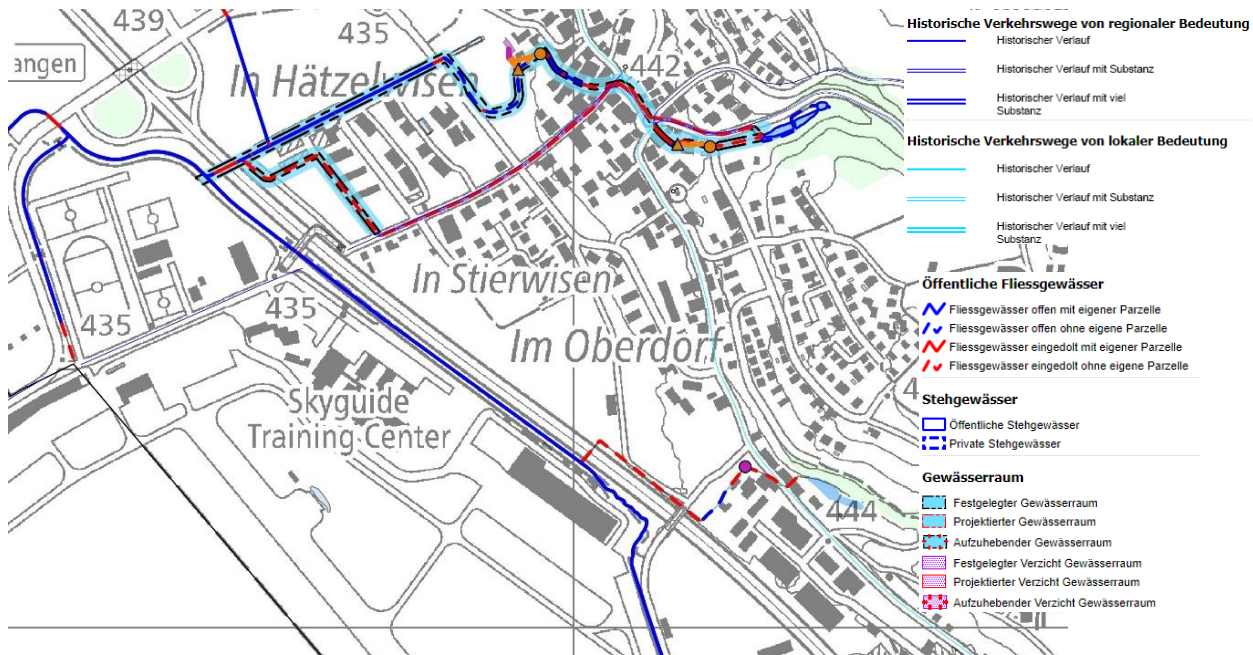 439
435
442
angen
In Hätzelwisen
In Stierwisen
435
435
Im Oberdorf
Skyguide
Training Center
444
Historische Verkehrswege von regionaler Bedeutung
Historischer Verlauf
Historischer Verlauf mit Substanz
Historischer Verlauf mit viel
Substanz
Historische Verkehrswege von lokaler Bedeutung
Historischer Verlauf
Historischer Verlauf mit Substanz
Historischer Verlauf mit viel
Substanz
Öffentliche Fliessgewässer
Fliessgewässer offen mit eigener Parzelle
Fliessgewässer offen ohne eigene Parzelle
Fliessgewässer eingedolt mit eigener Parzelle
Fliessgewässer eingedolt ohne eigene Parzelle
Stehgewässer
Öffentliche Stehgewässer
Private Stehgewässer
Gewässerraum
Festgelegter Gewässerraum
Projektierter Gewässerraum
Aufzuhebender Gewässerraum
Festgelegter Verzicht Gewässerraum
Projektierter Verzicht Gewässerraum
Aufzuhebender Verzicht Gewässerraum